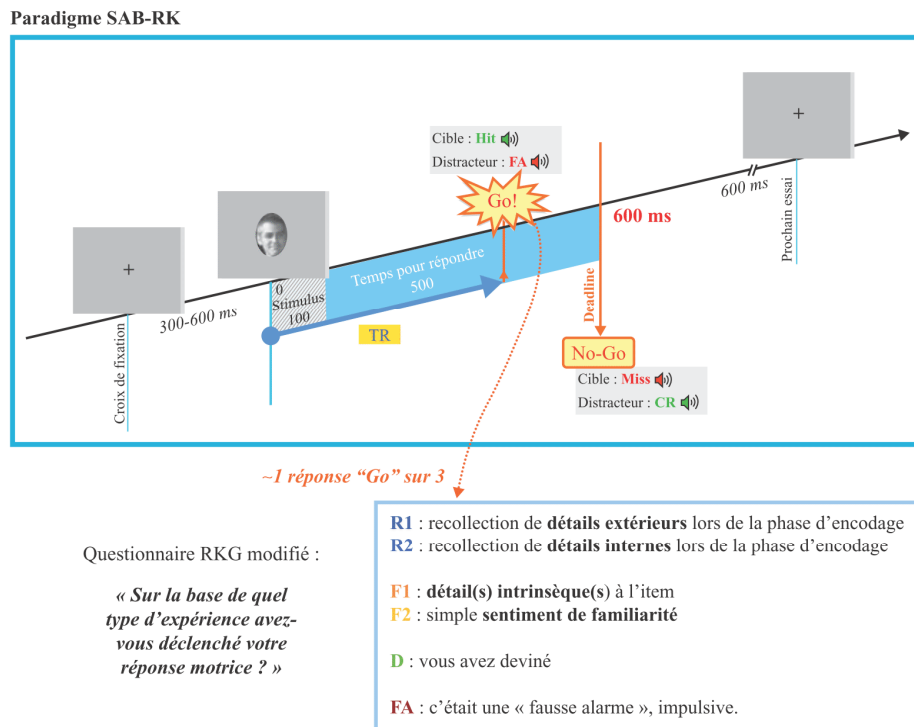 Paradigme SAB-RK
Cible : Hit
Distracteur : FA
Go!
600 ms
600 ms
Prochain essai
Temps pour répondre
500
0
Stimulus
100
300-600 ms
TR
Deadline
Croix de fixation
No-Go
Cible : Miss
Distracteur : CR
~1 réponse “Go” sur 3
Questionnaire RKG modifié :
« Sur la base de quel
type d’expérience avez-
vous déclenché votre
réponse motrice ? »
R1 : recollection de détails extérieurs lors de la phase d’encodage
R2 : recollection de détails internes lors de la phase d’encodage
F1 : détail(s) intrinsèque(s) à l’item
F2 : simple sentiment de familiarité
D : vous avez deviné
FA : c’était une « fausse alarme », impulsive.